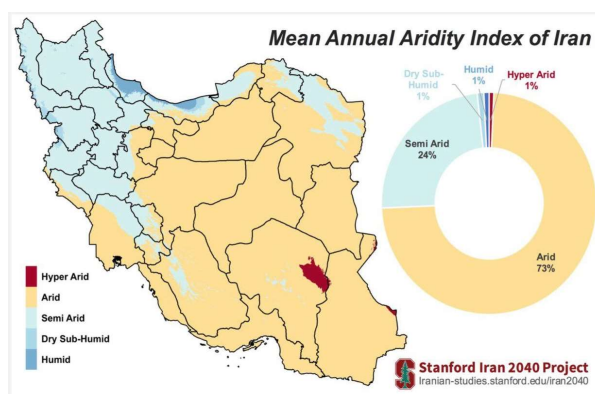 Mean Annual Aridity Index of Iran
Dry Sub-
Humid
1%
Humid
1%
Hyper Arid
1%
Semi Arid
24%
Arid
73%
Hyper Arid
Arid
Semi Arid
Dry Sub-Humid
Humid
Stanford Iran 2040 Project
Iranian-studies.stanford.edu/iran2040